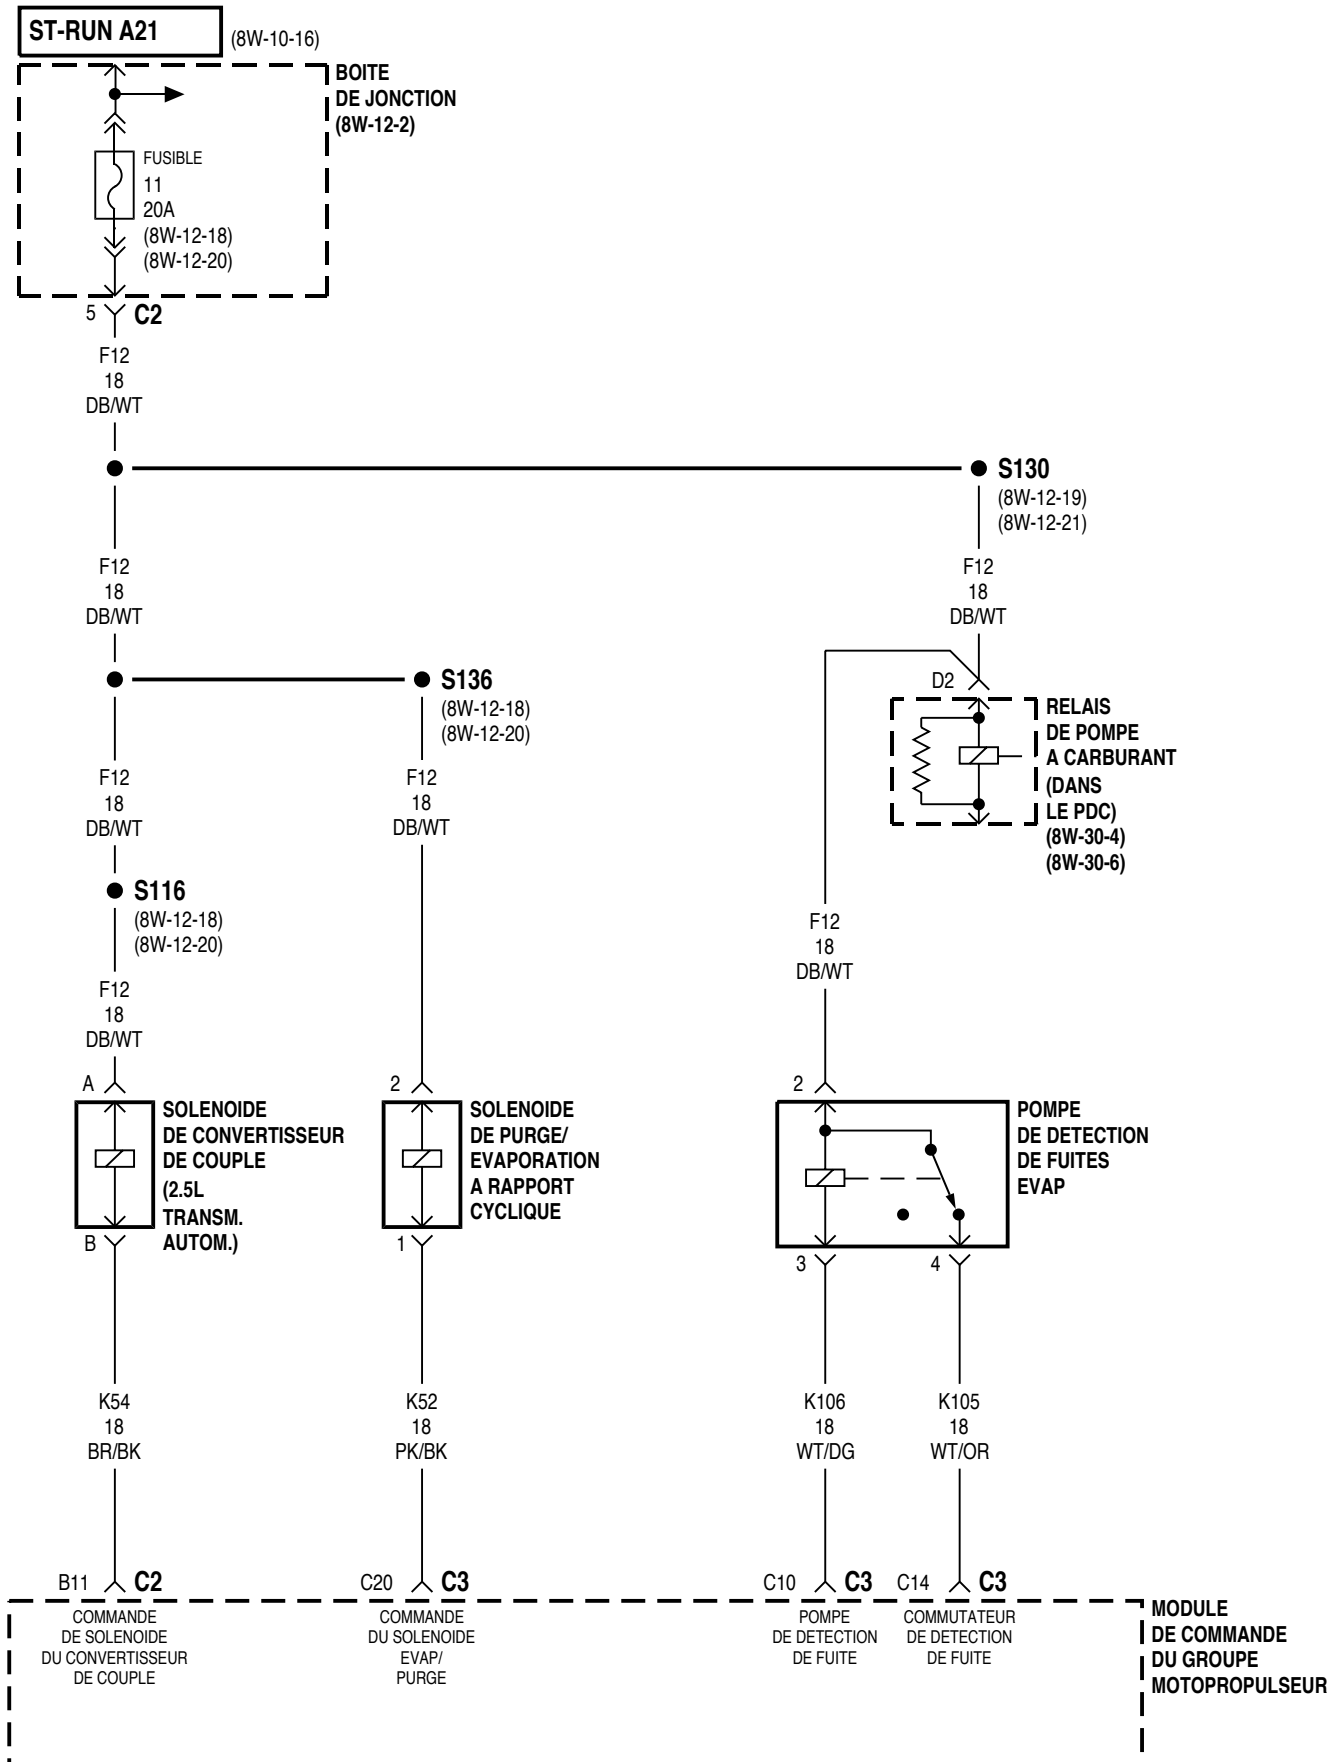 ST-RUN A21
(8W-10-16)
BOITE
DE JONCTION
(8W-12-2)
FUSIBLE
11
20A
(8W-12-18)
(8W-12-20)
5
C2
F12
18
DB/WT
S130
(8W-12-19)
(8W-12-21)
F12
18
DB/WT
F12
18
DB/WT
S136
(8W-12-18)
(8W-12-20)
D2
RELAIS
DE POMPE
A CARBURANT
(DANS
LE PDC)
(8W-30-4)
(8W-30-6)
F12
18
DB/WT
F12
18
DB/WT
S116
(8W-12-18)
(8W-12-20)
F12
18
DB/WT
F12
18
DB/WT
A
SOLENOIDE
DE CONVERTISSEUR
DE COUPLE
(2.5L
TRANSM.
AUTOM.)
B
2
SOLENOIDE
DE PURGE/
EVAPORATION
A RAPPORT
CYCLIQUE
1
2
POMPE
DE DETECTION
DE FUITES
EVAP
3
4
K54
18
BR/BK
K52
18
PK/BK
K106
18
WT/DG
K105
18
WT/OR
B11
C2
C20
C3
C10
C3
C14
C3
COMMANDE
DE SOLENOIDE
DU CONVERTISSEUR
DE COUPLE
COMMANDE
DU SOLENOIDE
EVAP/
PURGE
POMPE
DE DETECTION
DE FUITE
COMMUTATEUR
DE DETECTION
DE FUITE
MODULE
DE COMMANDE
DU GROUPE
MOTOPROPULSEUR